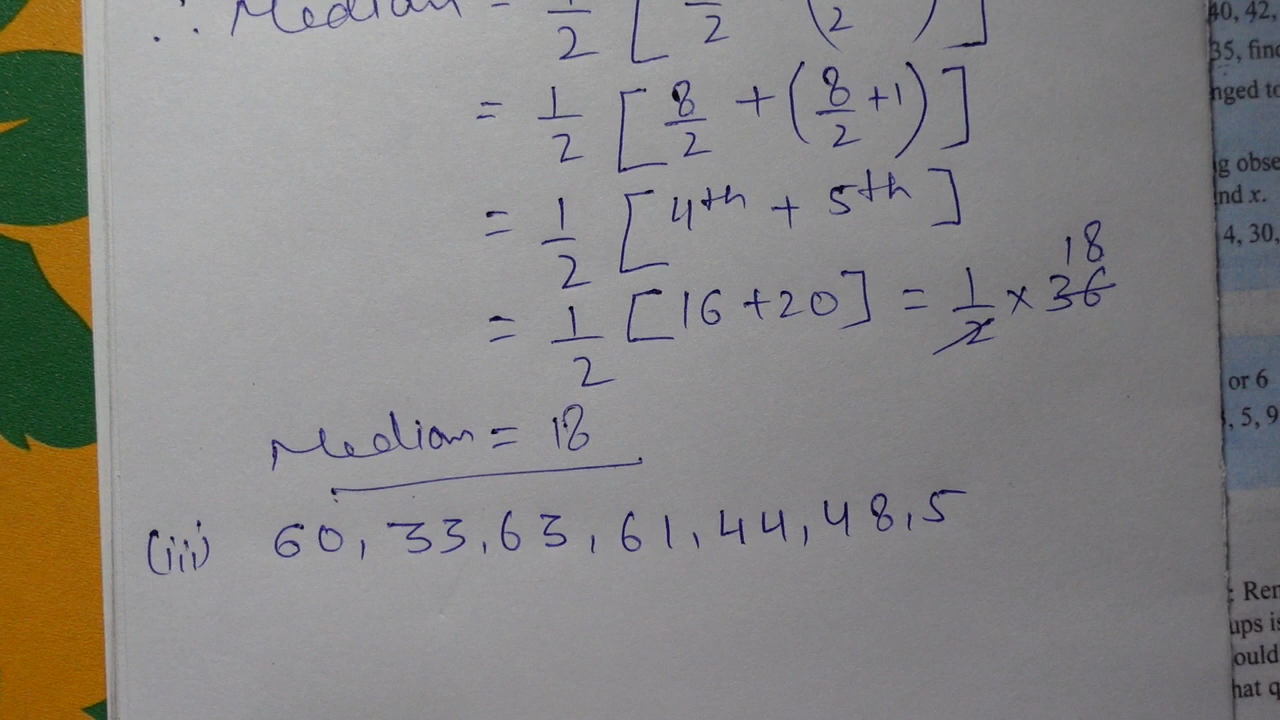 ∴ Median = 1/2 [ /2 ( /2 ) ]
= 1/2 [ 8/2 + ( 8/2 + 1 ) ]
= 1/2 [ 4th + 5th ]
= 1/2 [ 16 + 20 ] = 1/2 × 36 18
Median = 18
(iii) 60, 33, 63, 61, 44, 48, 5
40, 42,
35, find
nged to
g obse
nd x.
4, 30,
or 6
, 5, 9
: Rer
ups is
ould
hat q